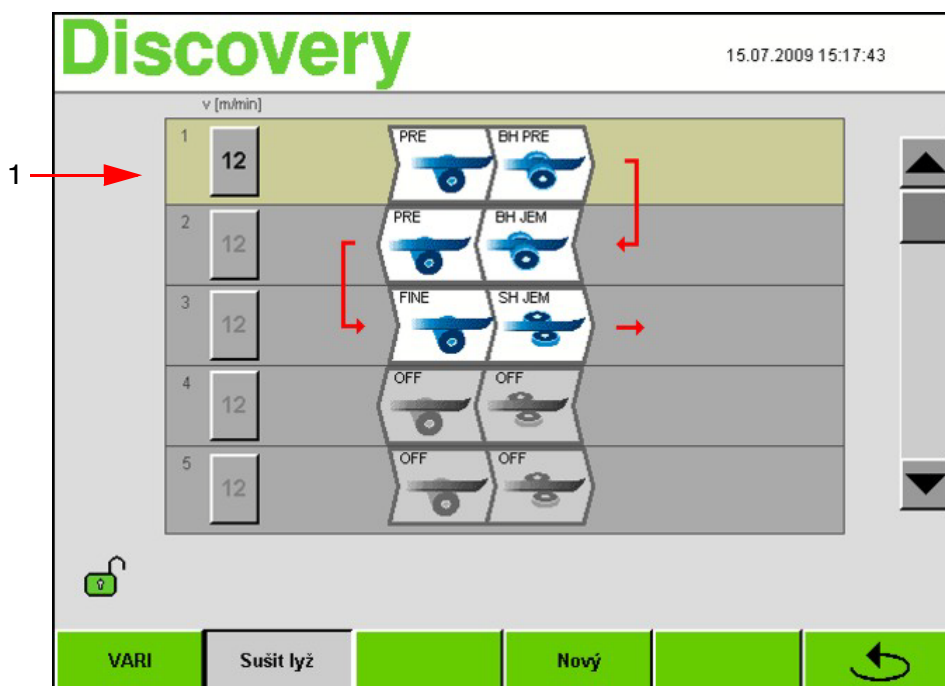 Discovery
15.07.2009 15:17:43
v [m/min]
1
1 12 PRE BH PRE
2 12 PRE BH JEM
3 12 FINE SH JEM
4 12 OFF OFF
5 12 OFF OFF
VARI Sušit lyž Nový